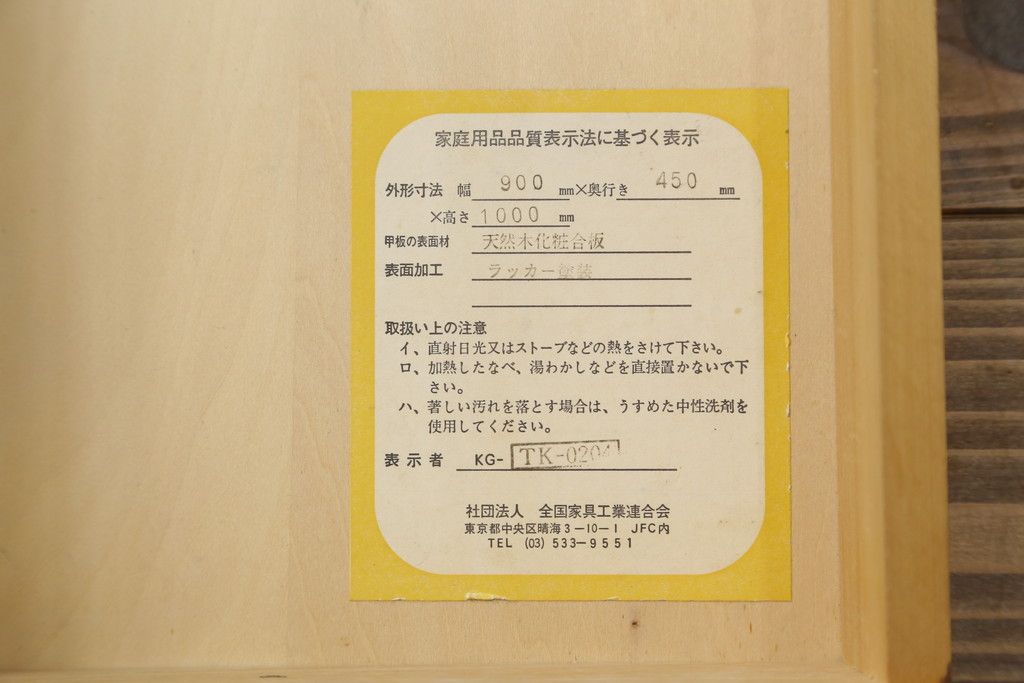 家庭用品品質表示法に基づく表示
外形寸法 幅 900 mm×奥行き 450 mm
×高さ 1000 mm
甲板の表面材 天然木化粧合板
表面加工 ラッカー塗装
取扱い上の注意
イ、直射日光又はストーブなどの熱をさけて下さい。
ロ、加熱したなべ、湯わかしなどを直接置かないで下
さい。
ハ、著しい汚れを落とす場合は、うすめた中性洗剤を
使用してください。
表示者 KG-TK-0204
社団法人 全国家具工業連合会
東京都中央区晴海3-10-1 JFC内
TEL (03) 533-9551